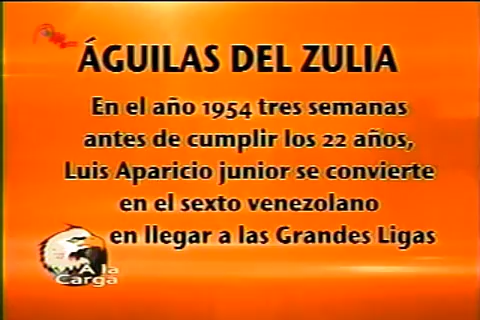 ÁGUILAS DEL ZULIA
En el año 1954 tres semanas
antes de cumplir los 22 años,
Luis Aparicio junior se convierte
en el sexto venezolano
en llegar a las Grandes Ligas
A la
Carga